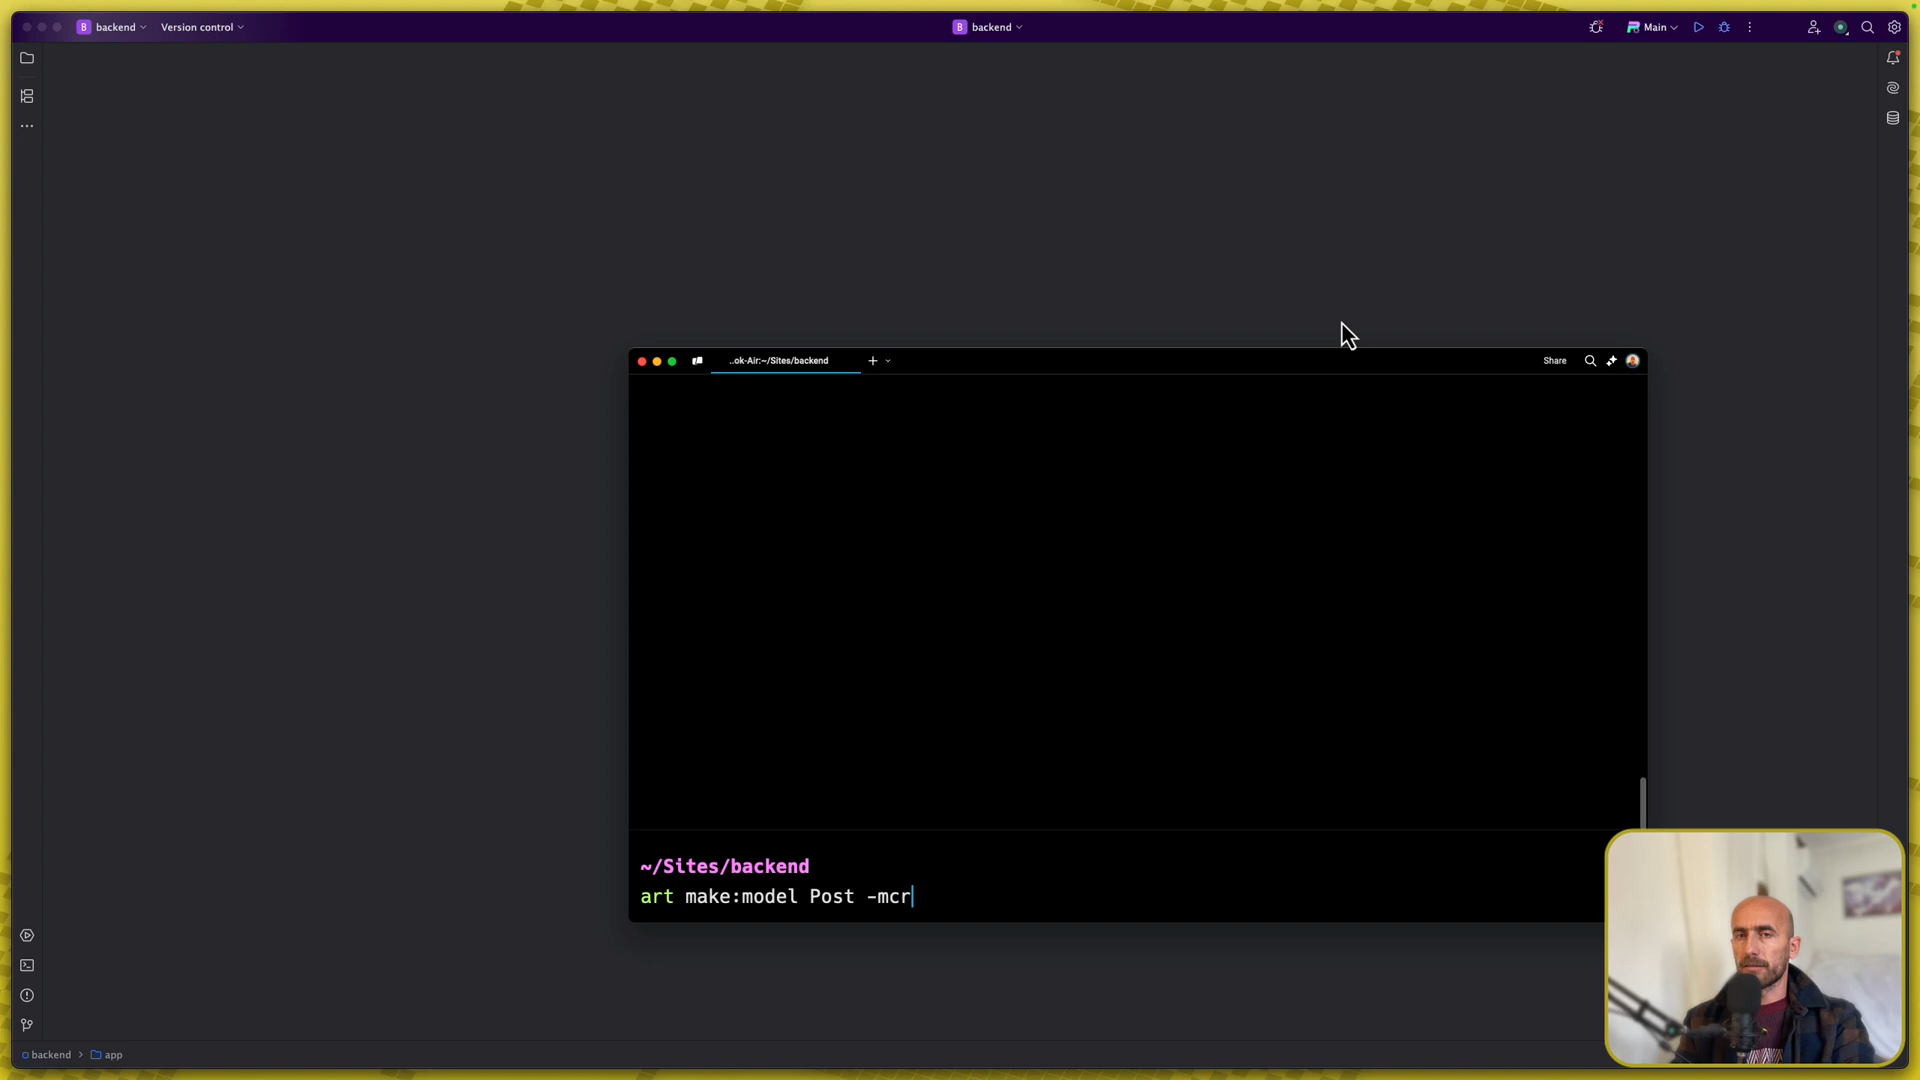 B backend
Version control
B backend
Main
..ok-Air:~/Sites/backend
Share
~/Sites/backend
art make:model Post -mcr
backend > app